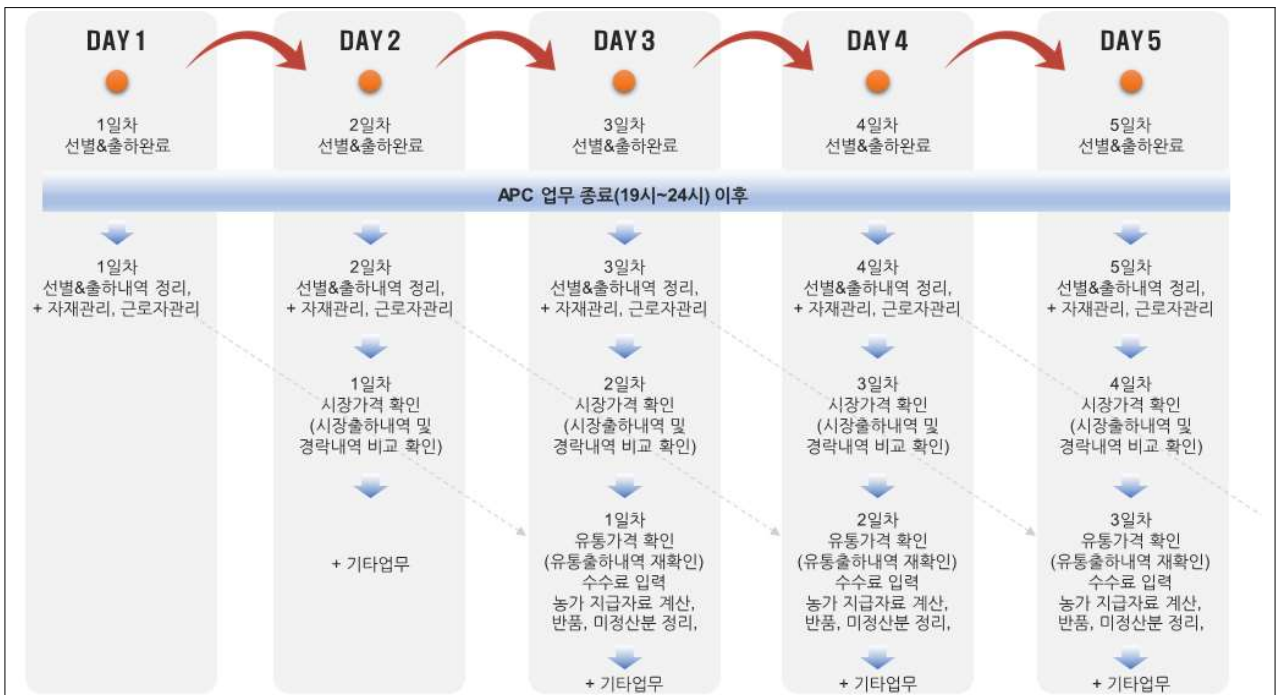 DAY 1
1일차
선별&출하완료
DAY 2
2일차
선별&출하완료
DAY 3
3일차
선별&출하완료
DAY 4
4일차
선별&출하완료
DAY 5
5일차
선별&출하완료
APC 업무 종료(19시~24시) 이후
1일차
선별&출하내역 정리,
+ 자재관리, 근로자관리
2일차
선별&출하내역 정리,
+ 자재관리, 근로자관리
1일차
시장가격 확인
(시장출하내역 및
경락내역 비교 확인)
+ 기타업무
3일차
선별&출하내역 정리,
+ 자재관리, 근로자관리
2일차
시장가격 확인
(시장출하내역 및
경락내역 비교 확인)
1일차
유통가격 확인
(유통출하내역 재확인)
수수료 입력
농가 지급자료 계산,
반품, 미정산분 정리,
+ 기타업무
4일차
선별&출하내역 정리,
+ 자재관리, 근로자관리
3일차
시장가격 확인
(시장출하내역 및
경락내역 비교 확인)
2일차
유통가격 확인
(유통출하내역 재확인)
수수료 입력
농가 지급자료 계산,
반품, 미정산분 정리,
+ 기타업무
5일차
선별&출하내역 정리,
+ 자재관리, 근로자관리
4일차
시장가격 확인
(시장출하내역 및
경락내역 비교 확인)
3일차
유통가격 확인
(유통출하내역 재확인)
수수료 입력
농가 지급자료 계산,
반품, 미정산분 정리,
+ 기타업무